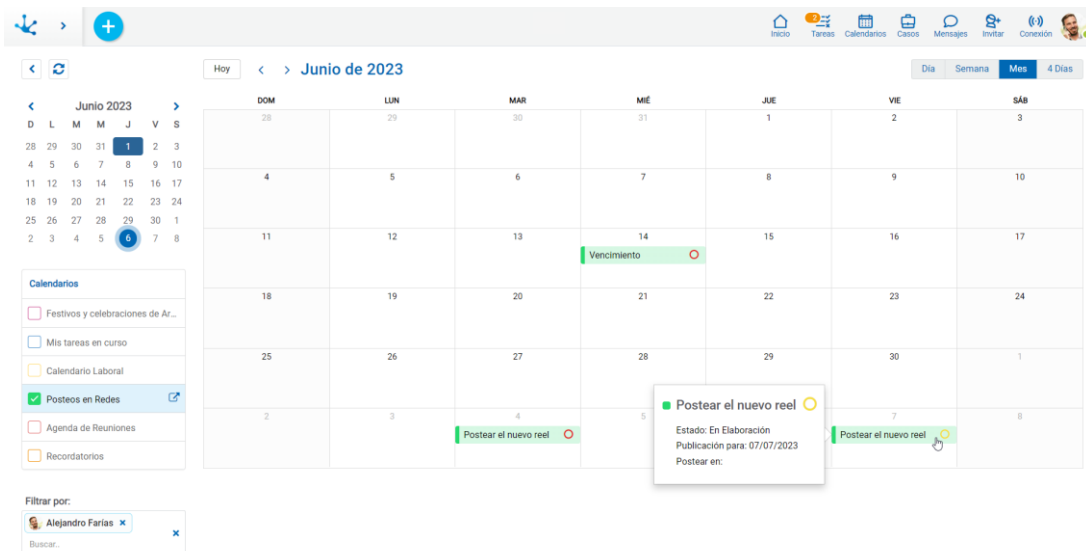 2
Inicio Tareas Calendarios Casos Mensajes Invitar Conexión
Hoy Junio de 2023 Día Semana Mes 4 Días
Junio 2023
D L M M J V S
28 29 30 31 1 2 3
4 5 6 7 8 9 10
11 12 13 14 15 16 17
18 19 20 21 22 23 24
25 26 27 28 29 30 1
2 3 4 5 6 7 8
Calendarios
Festivos y celebraciones de Ar...
Mis tareas en curso
Calendario Laboral
Posteos en Redes
Agenda de Reuniones
Recordatorios
Filtrar por:
Alejandro Farías ×
Buscar..
DOM LUN MAR MIÉ JUE VIE SÁB
28 29 30 31 1 2 3
4 5 6 7 8 9 10
11 12 13 14 15 16 17
Vencimiento
18 19 20 21 22 23 24
25 26 27 28 29 30 1
2 3 4 5 7 8
Postear el nuevo reel
Postear el nuevo reel
Postear el nuevo reel
Estado: En Elaboración
Publicación para: 07/07/2023
Postear en: